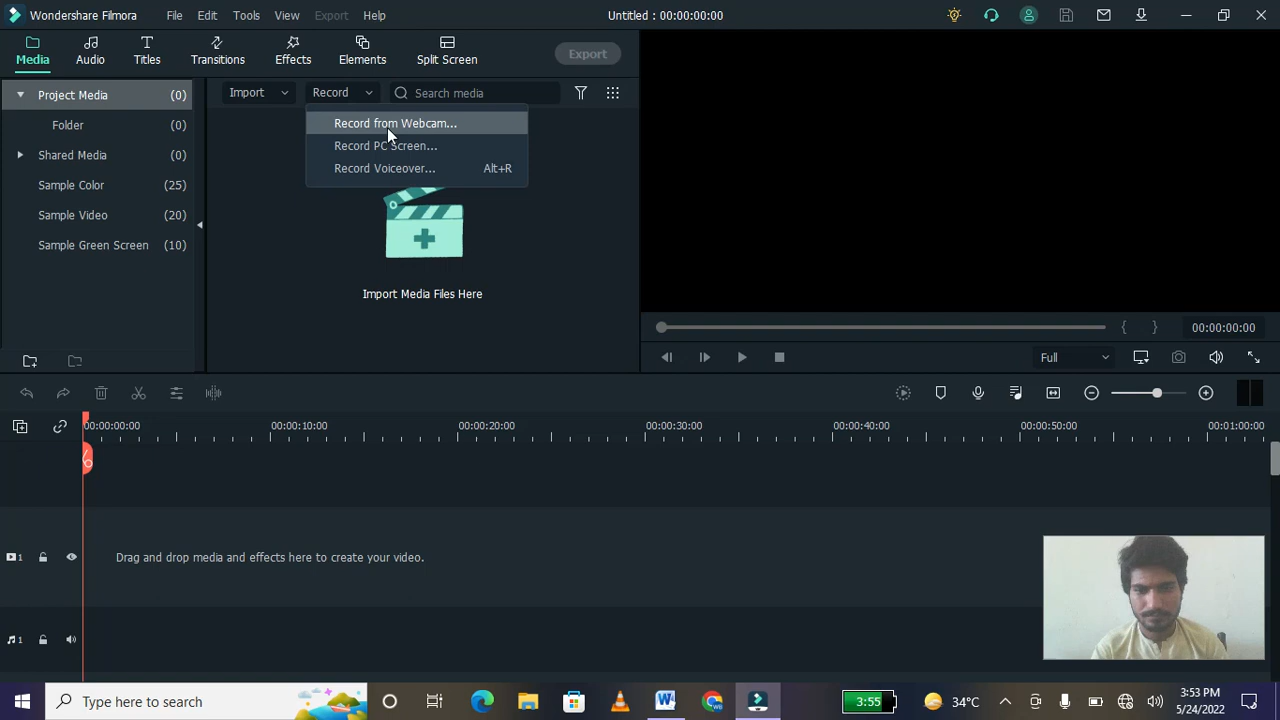 Wondershare Filmora File Edit Tools View Export Help Untitled : 00:00:00:00
Media Audio Titles Transitions Effects Elements Split Screen Export
Project Media (0)
Folder (0)
Shared Media (0)
Sample Color (25)
Sample Video (20)
Sample Green Screen (10)
Import Record Search media
Record from Webcam...
Record PC Screen...
Record Voiceover... Alt+R
Import Media Files Here
{ } 00:00:00:00
Full
00:00:00:00 00:00:10:00 00:00:20:00 00:00:30:00 00:00:40:00 00:00:50:00 00:01:00:00
1 Drag and drop media and effects here to create your video.
1
Type here to search 3:55 34°C 3:53 PM
5/24/2022